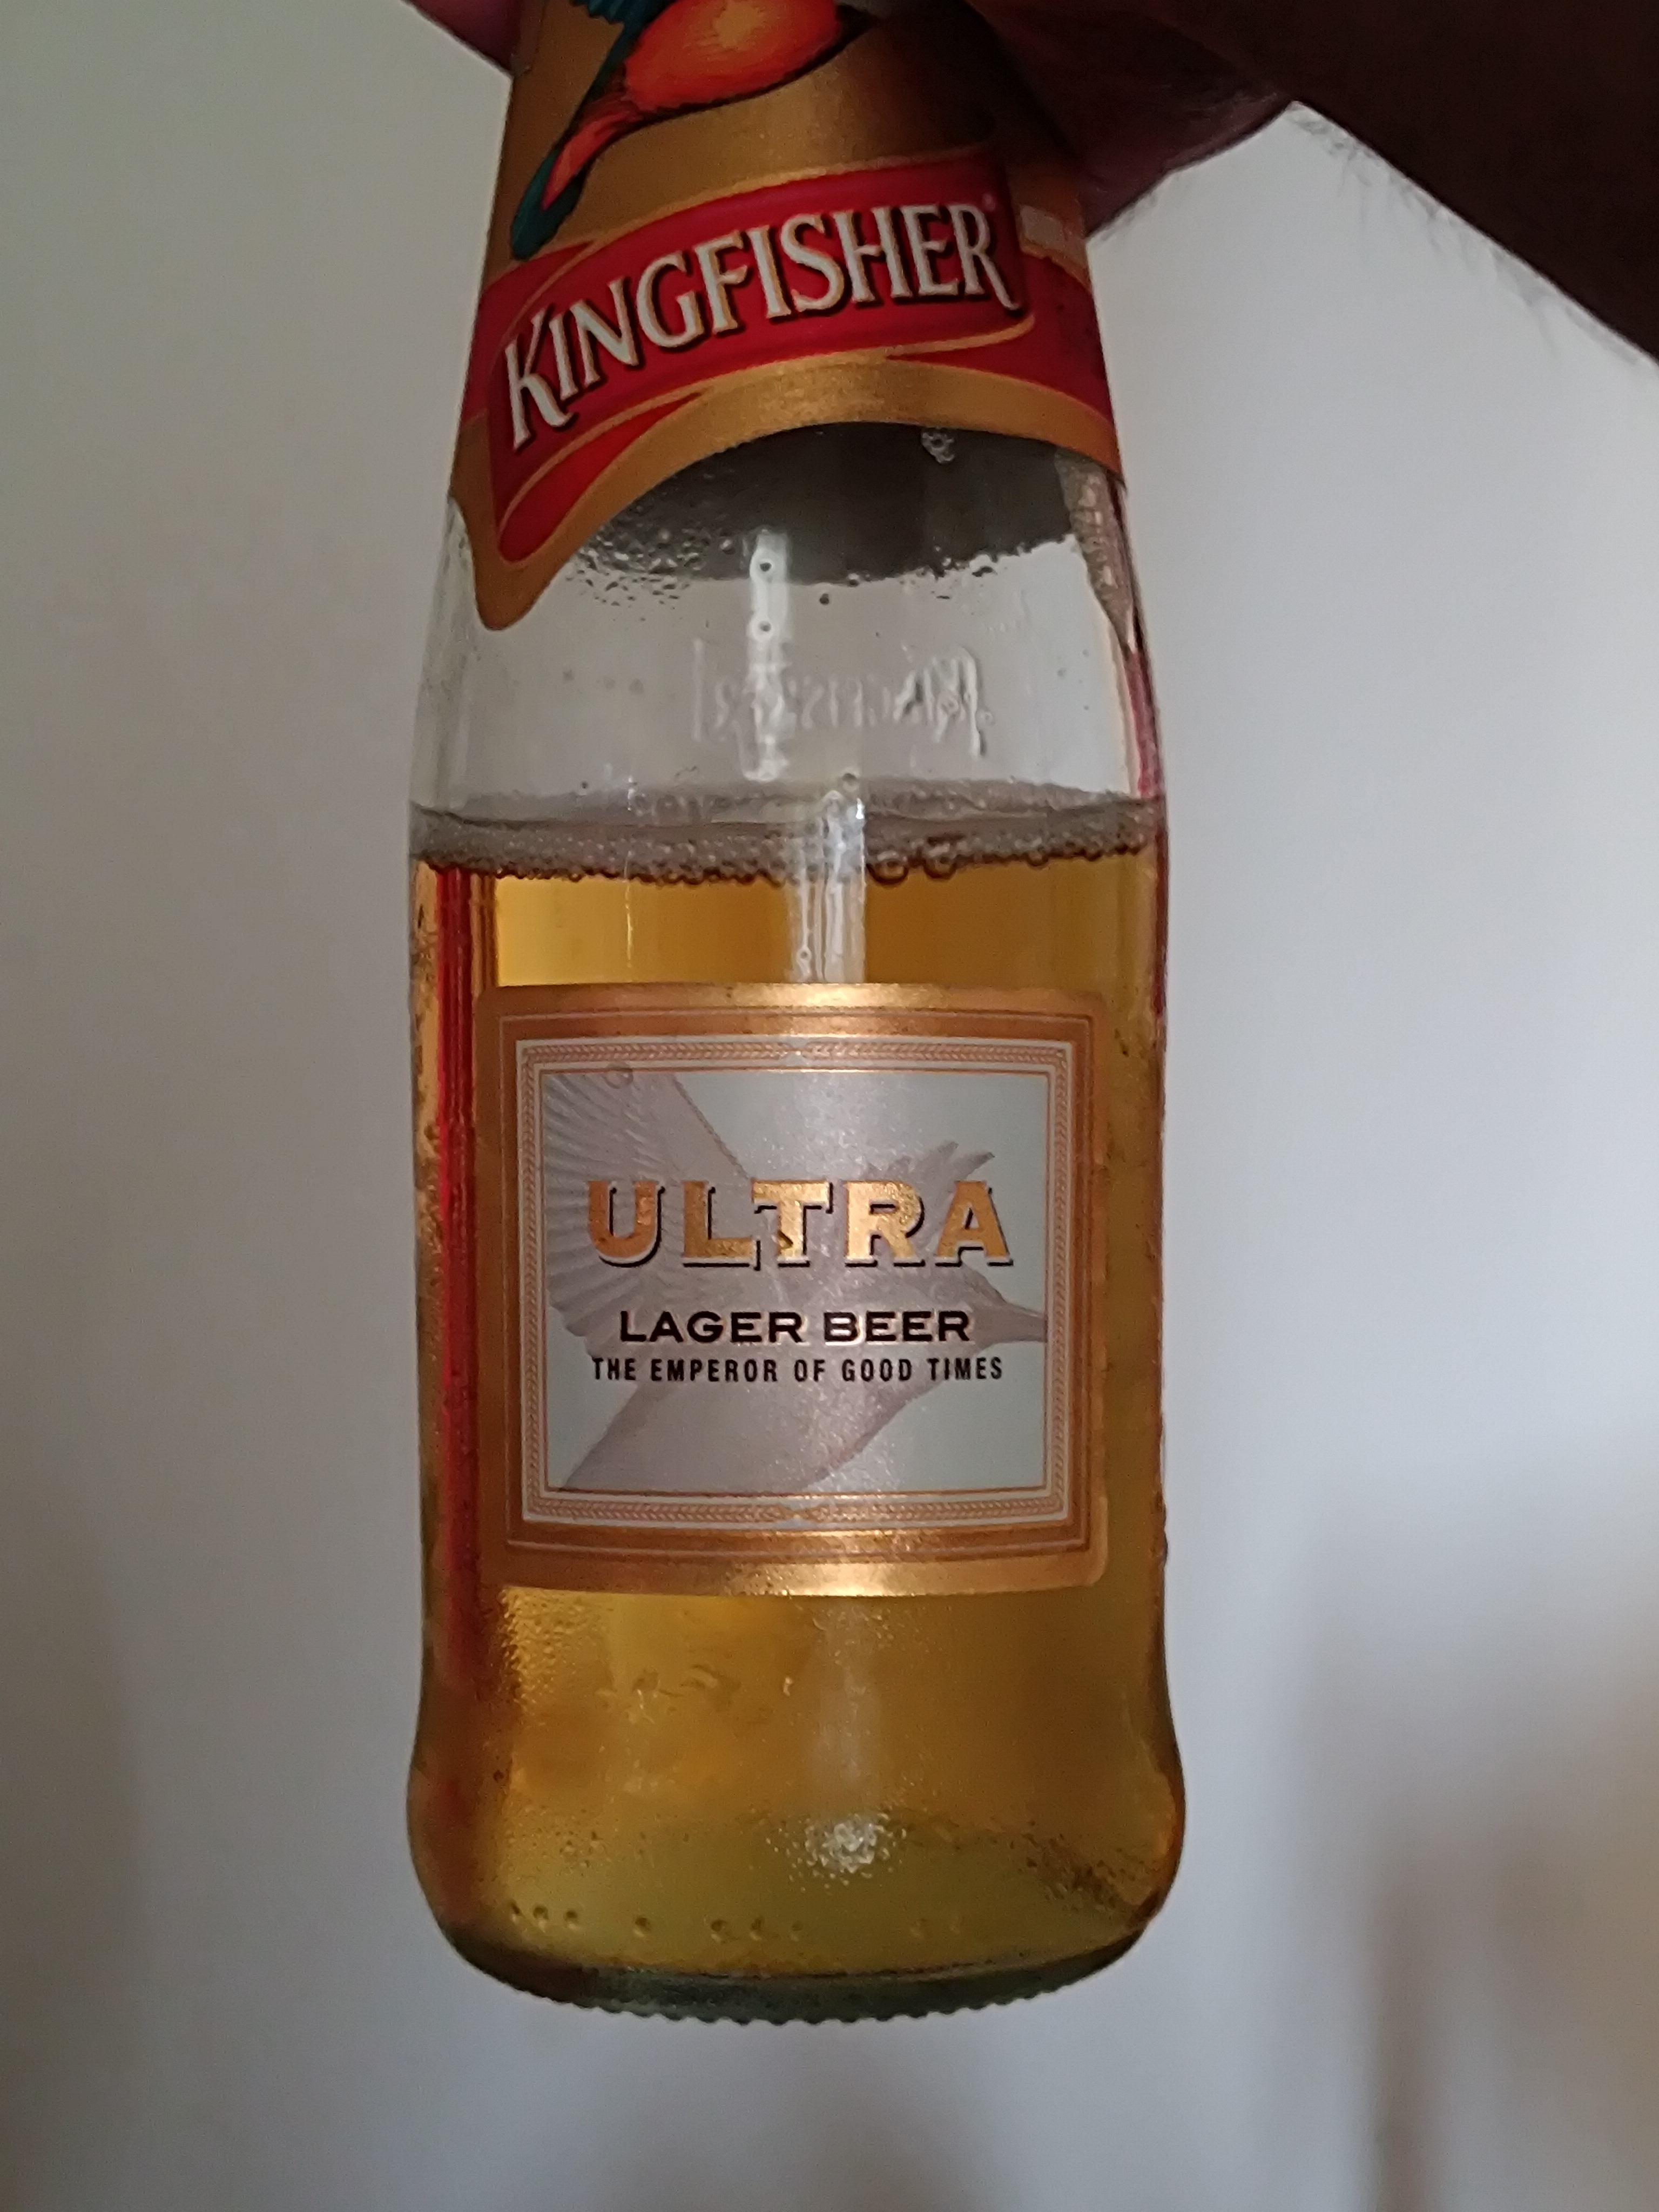 KINGFISHER
ULTRA
LAGER BEER
THE EMPEROR OF GOOD TIMES